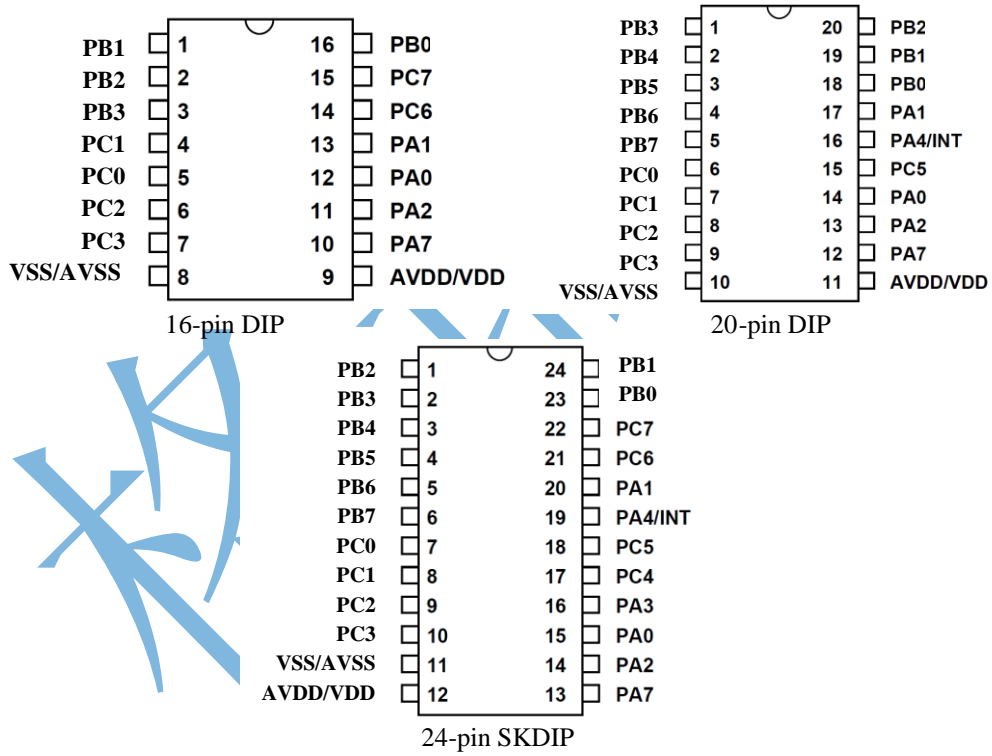 PB1 1 16 PB0
PB2 2 15 PC7
PB3 3 14 PC6
PC1 4 13 PA1
PC0 5 12 PA0
PC2 6 11 PA2
PC3 7 10 PA7
VSS/AVSS 8 9 AVDD/VDD
16-pin DIP
PB3 1 20 PB2
PB4 2 19 PB1
PB5 3 18 PB0
PB6 4 17 PA1
PB7 5 16 PA4/INT
PC0 6 15 PC5
PC1 7 14 PA0
PC2 8 13 PA2
PC3 9 12 PA7
VSS/AVSS 10 11 AVDD/VDD
20-pin DIP
PB2 1 24 PB1
PB3 2 23 PB0
PB4 3 22 PC7
PB5 4 21 PC6
PB6 5 20 PA1
PB7 6 19 PA4/INT
PC0 7 18 PC5
PC1 8 17 PC4
PC2 9 16 PA3
PC3 10 15 PA0
VSS/AVSS 11 14 PA2
AVDD/VDD 12 13 PA7
24-pin SKDIP